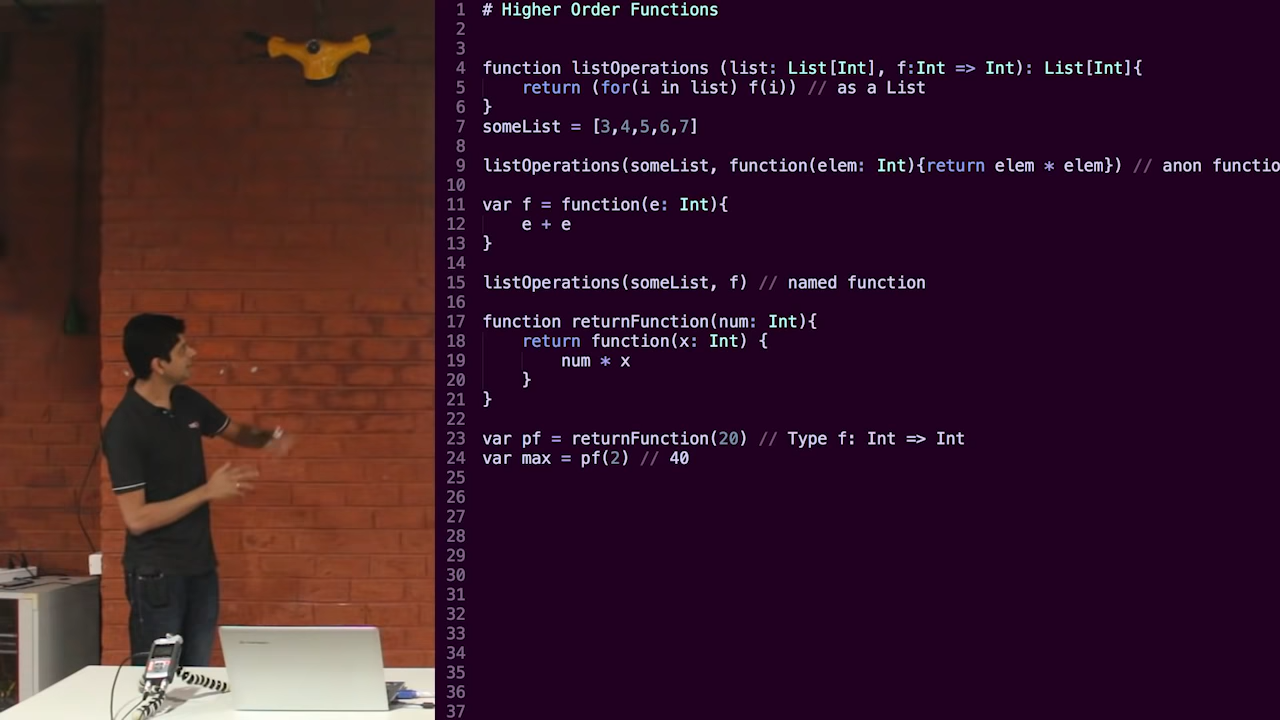 1 # Higher Order Functions
2
3
4 function listOperations (list: List[Int], f:Int => Int): List[Int]{
5 return (for(i in list) f(i)) // as a List
6 }
7 someList = [3,4,5,6,7]
8
9 listOperations(someList, function(elem: Int){return elem * elem}) // anon functio
10
11 var f = function(e: Int){
12 e + e
13 }
14
15 listOperations(someList, f) // named function
16
17 function returnFunction(num: Int){
18 return function(x: Int) {
19 num * x
20 }
21 }
22
23 var pf = returnFunction(20) // Type f: Int => Int
24 var max = pf(2) // 40
25
26
27
28
29
30
31
32
33
34
35
36
37